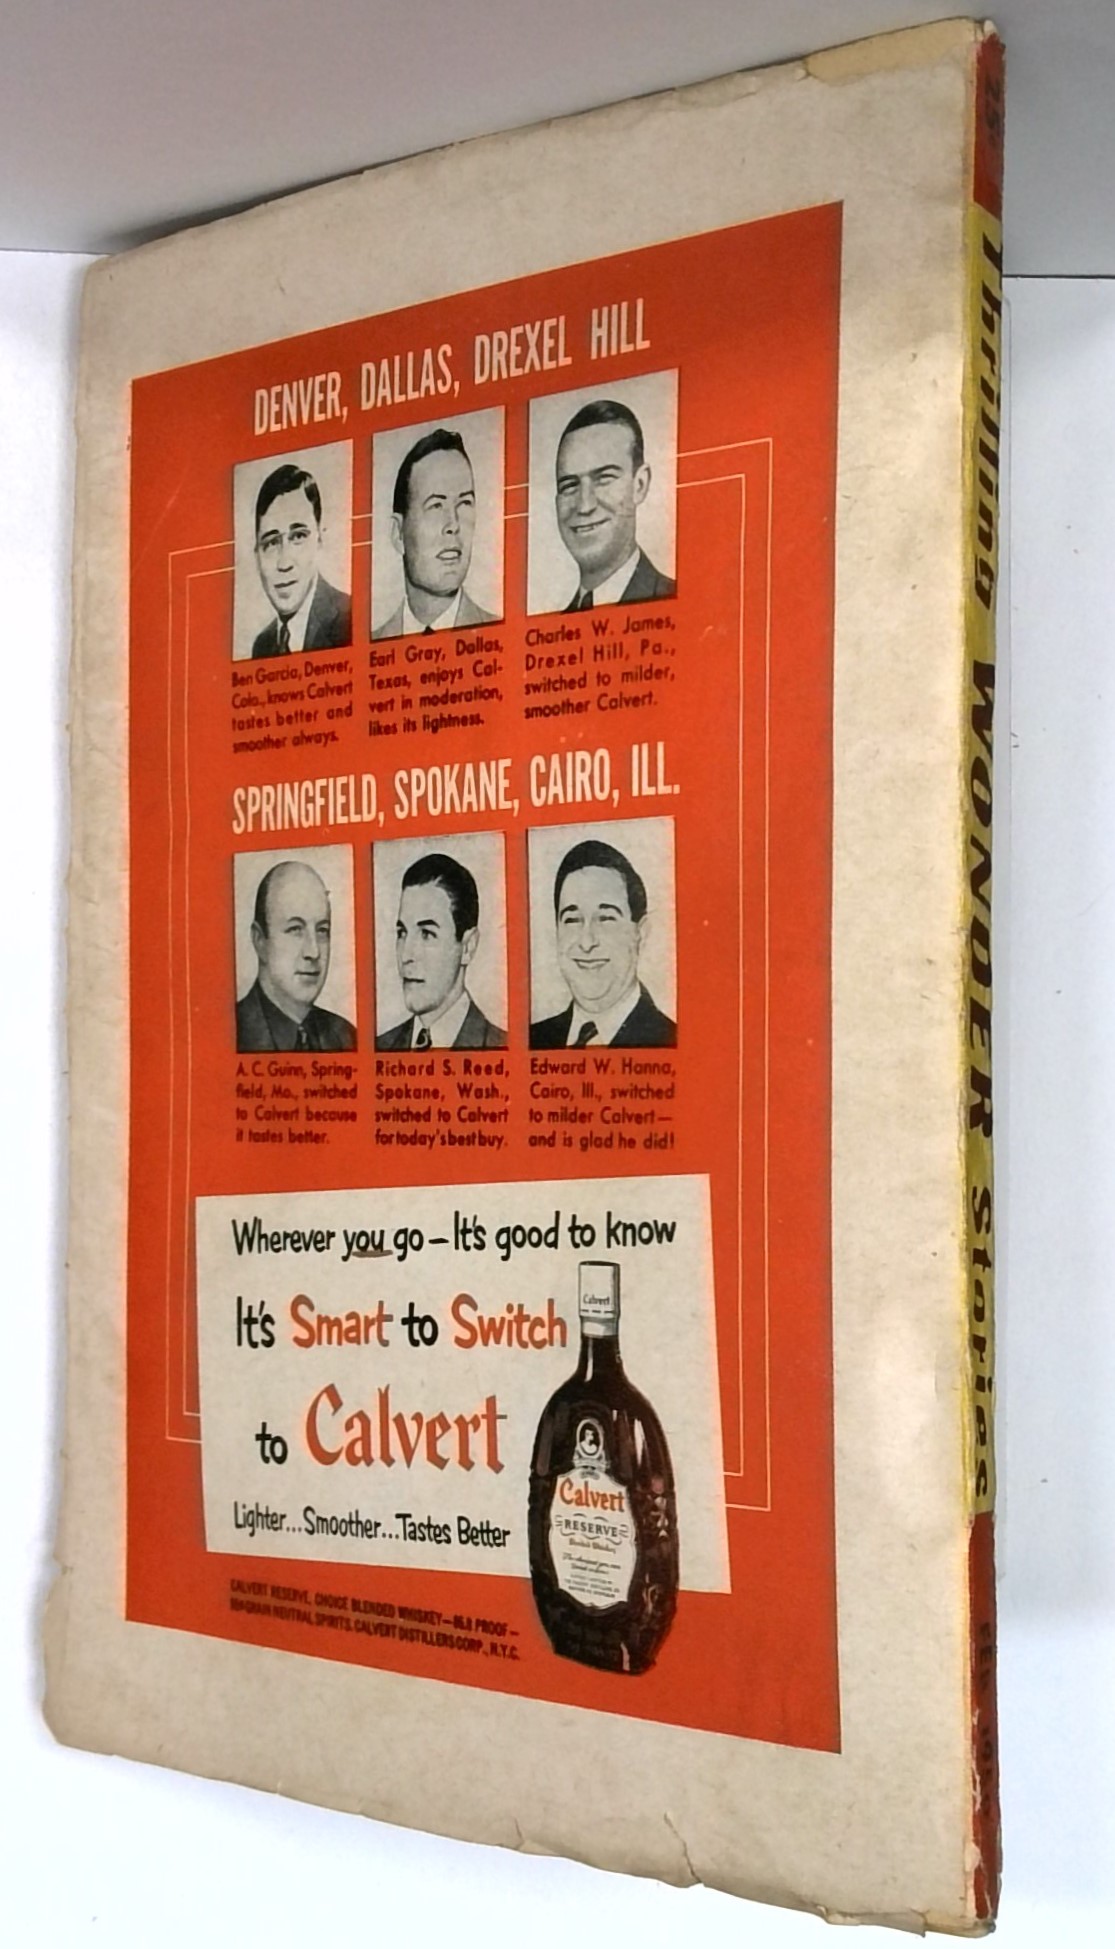 DENVER, DALLAS, DREXEL HILL
Ben Garcia, Denver,
Colo., knows Calvert
tastes better and
smoother always.
Earl Gray, Dallas,
Texas, enjoys Cal-
vert in moderation,
likes its lightness.
Charles W. James,
Drexel Hill, Pa.,
switched to milder,
smoother Calvert.
SPRINGFIELD, SPOKANE, CAIRO, ILL.
A. C. Guinn, Spring-
field, Mo., switched
to Calvert because
it tastes better.
Richard S. Reed,
Spokane, Wash.,
switched to Calvert
for today's best buy.
Edward W. Hanna,
Cairo, Ill., switched
to milder Calvert—
and is glad he did!
Wherever you go – It's good to know
It's Smart to Switch
to Calvert
Lighter...Smoother...Tastes Better
Calvert
Calvert
RESERVE
CALVERT RESERVE, CHOICE BLENDED WHISKEY—86.8 PROOF—
GRAIN NEUTRAL SPIRITS. CALVERT DISTILLERS CORP., N.Y.C.
25¢
Thrilling WONDER Stories
FEB.